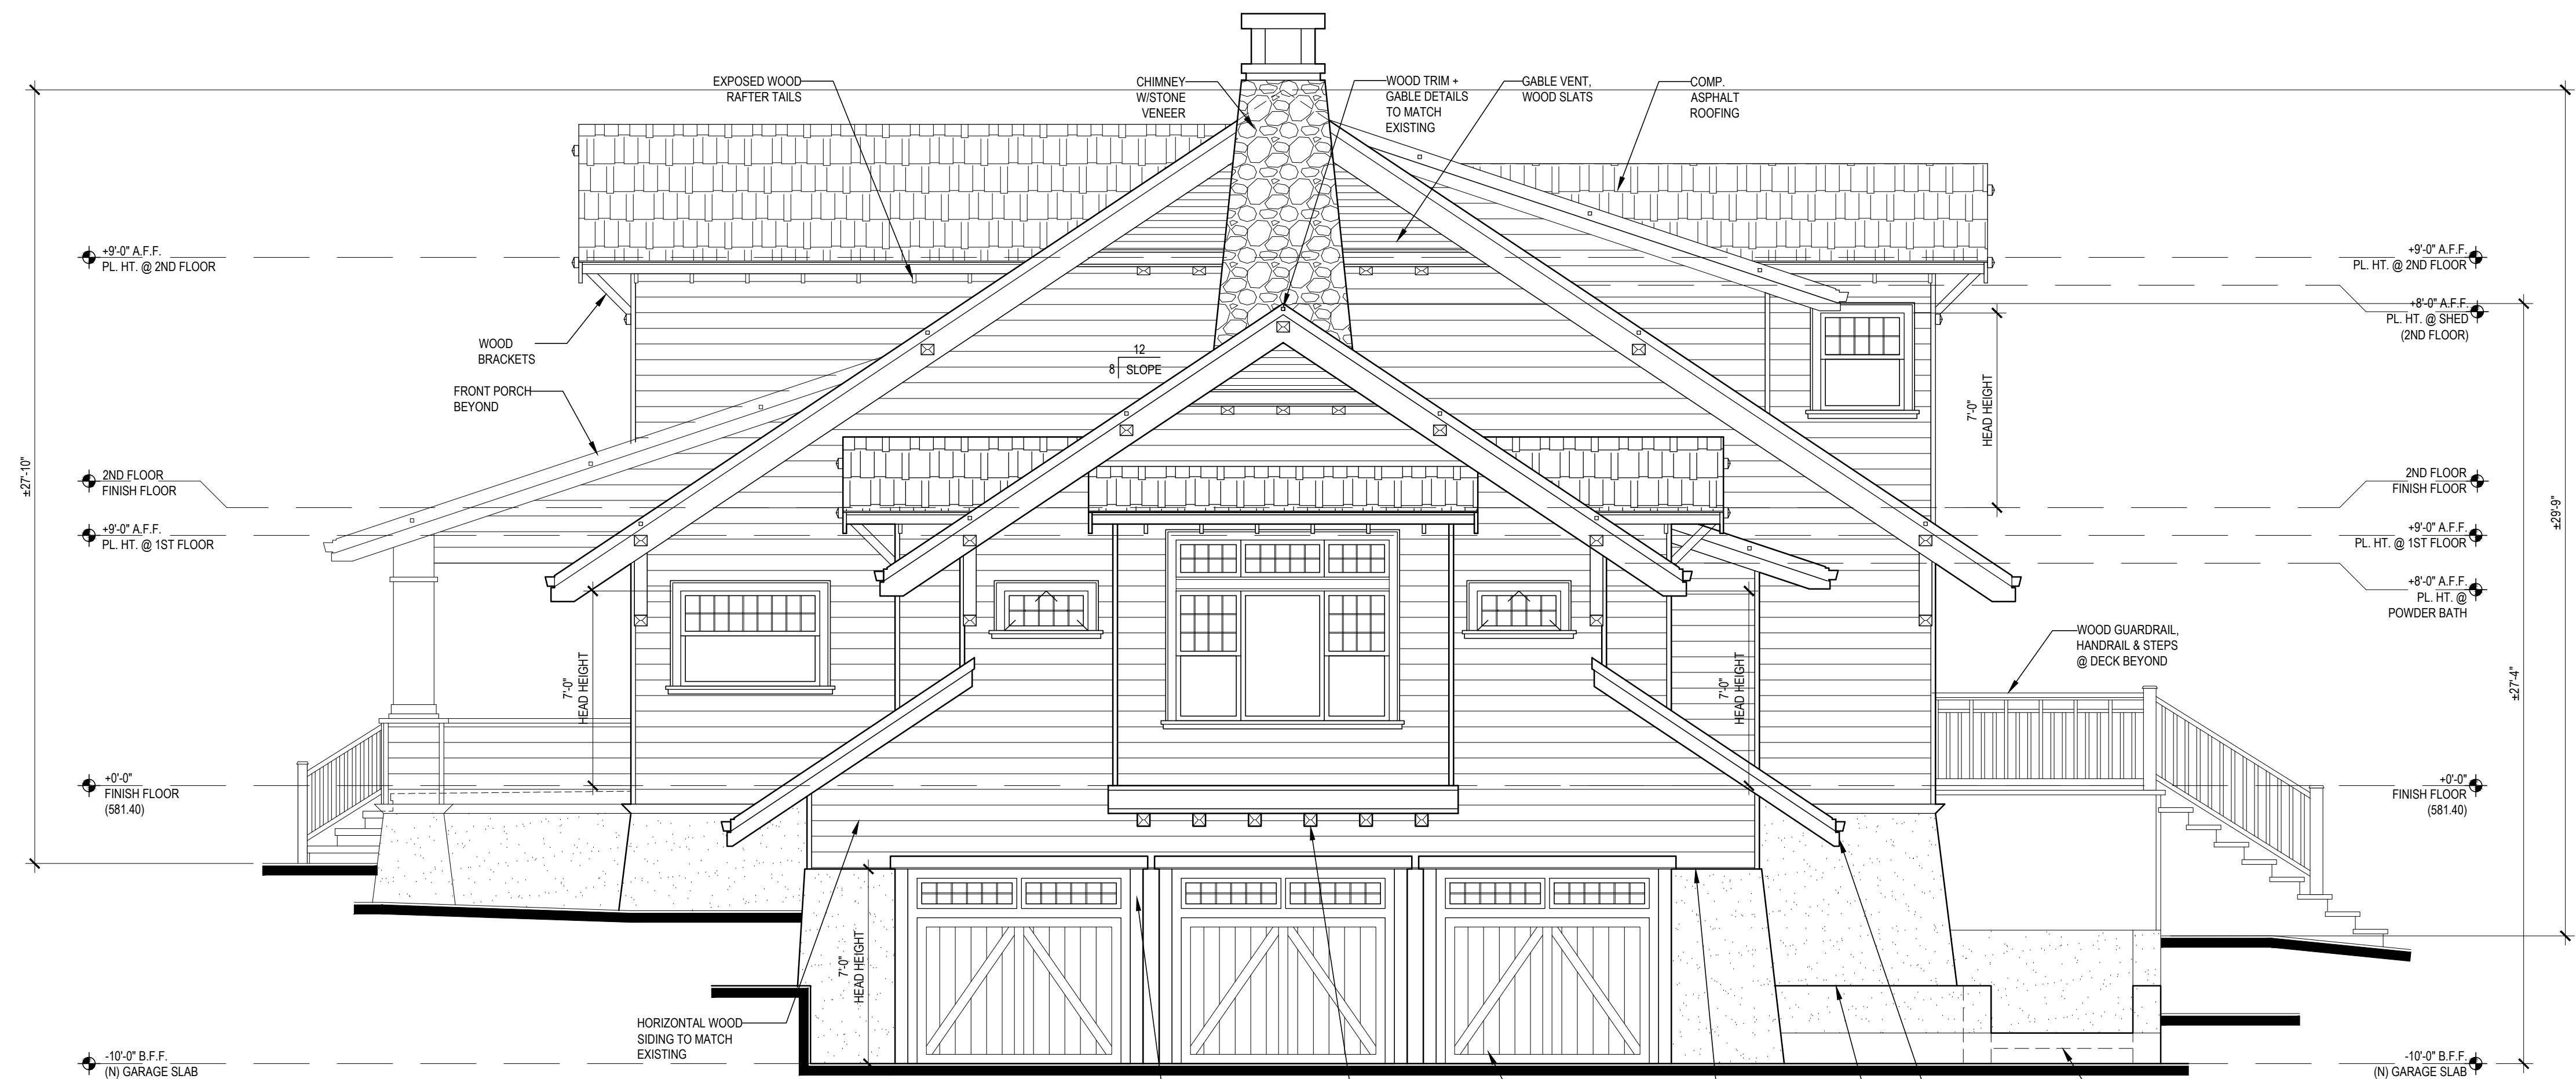 EXPOSED WOOD
RAFTER TAILS
CHIMNEY
W/STONE
VENEER
WOOD TRIM +
GABLE DETAILS
TO MATCH
EXISTING
GABLE VENT,
WOOD SLATS
COMP.
ASPHALT
ROOFING
+9'-0" A.F.F.
PL. HT. @ 2ND FLOOR
+9'-0" A.F.F.
PL. HT. @ 2ND FLOOR
+8'-0" A.F.F.
PL. HT. @ SHED
(2ND FLOOR)
WOOD
BRACKETS
12
8
SLOPE
FRONT PORCH
BEYOND
7'-0"
HEAD HEIGHT
±27'-10"
2ND FLOOR
FINISH FLOOR
2ND FLOOR
FINISH FLOOR
±29'-9"
+9'-0" A.F.F.
PL. HT. @ 1ST FLOOR
+9'-0" A.F.F.
PL. HT. @ 1ST FLOOR
+8'-0" A.F.F.
PL. HT. @
POWDER BATH
WOOD GUARDRAIL,
HANDRAIL & STEPS
@ DECK BEYOND
7'-0"
HEAD HEIGHT
7'-0"
HEAD HEIGHT
±27'-4"
+0'-0"
FINISH FLOOR
(581.40)
+0'-0"
FINISH FLOOR
(581.40)
7'-0"
HEAD HEIGHT
HORIZONTAL WOOD
SIDING TO MATCH
EXISTING
-10'-0" B.F.F.
(N) GARAGE SLAB
-10'-0" B.F.F.
(N) GARAGE SLAB